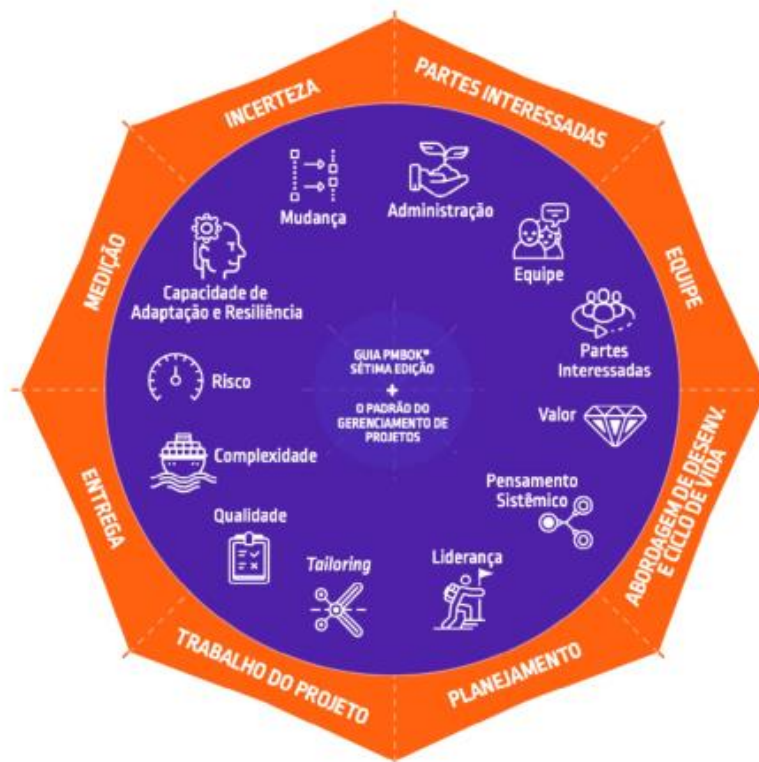 PARTES INTERESSADAS
EQUIPE
ABORDAGEM DE DESENV.
E CICLO DE VIDA
PLANEJAMENTO
TRABALHO DO PROJETO
ENTREGA
MEDIÇÃO
INCERTEZA
Administração
Equipe
Partes
Interessadas
Valor
Pensamento
Sistêmico
Liderança
Tailoring
Qualidade
Complexidade
Risco
Capacidade de
Adaptação e Resiliência
Mudança
GUIA PMBOK®
SÉTIMA EDIÇÃO
+
O PADRÃO DO
GERENCIAMENTO DE
PROJETOS